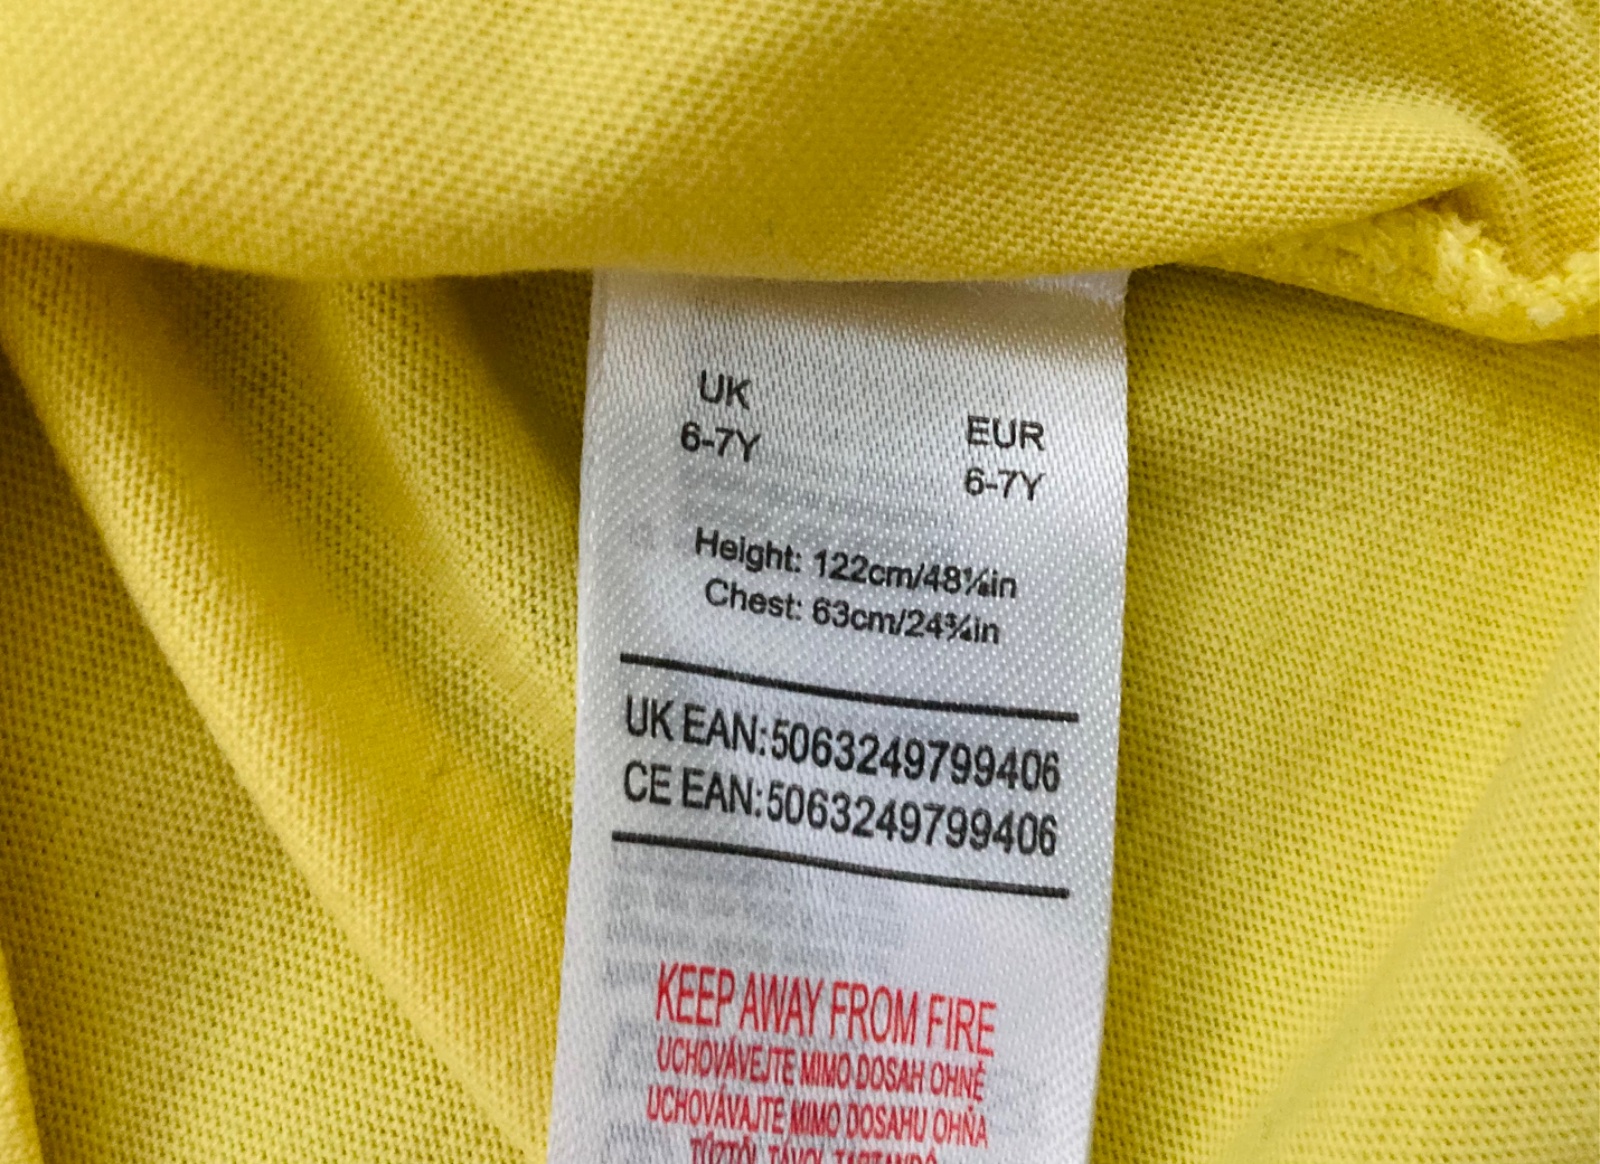 UK
6-7Y
EUR
6-7Y
Height: 122cm/48¼in
Chest: 63cm/24¾in
UK EAN:5063249799406
CE EAN:5063249799406
KEEP AWAY FROM FIRE
UCHOVÁVEJTE MIMO DOSAH OHNĚ
UCHOVÁVAJTE MIMO DOSAHU OHŇA